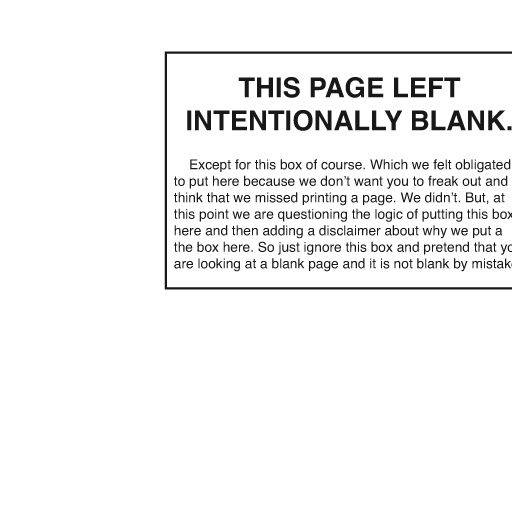 THIS PAGE LEFT
INTENTIONALLY BLANK.
Except for this box of course. Which we felt obligated
to put here because we don't want you to freak out and
think that we missed printing a page. We didn't. But, at
this point we are questioning the logic of putting this box
here and then adding a disclaimer about why we put a
the box here. So just ignore this box and pretend that yo
are looking at a blank page and it is not blank by mistak